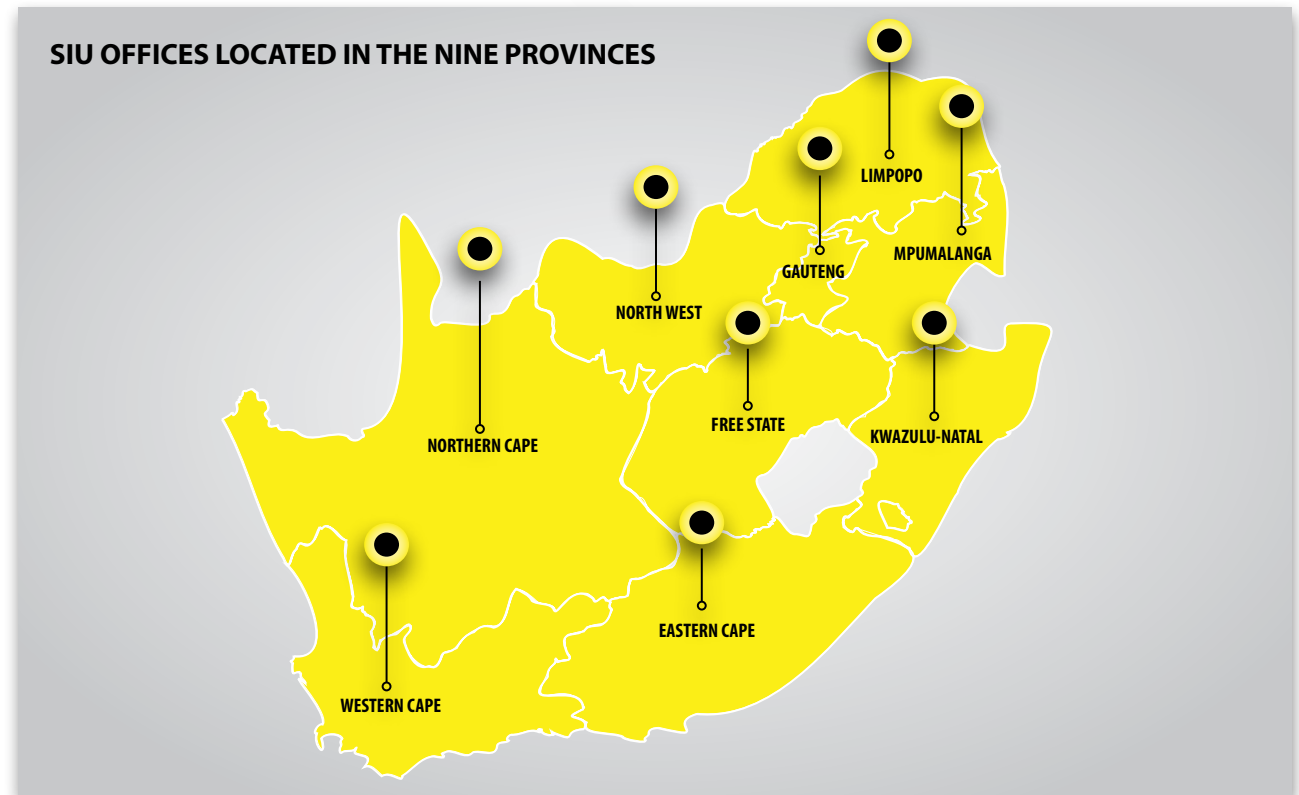 SIU OFFICES LOCATED IN THE NINE PROVINCES
LIMPOPO
MPUMALANGA
GAUTENG
NORTH WEST
FREE STATE
KWAZULU-NATAL
NORTHERN CAPE
EASTERN CAPE
WESTERN CAPE